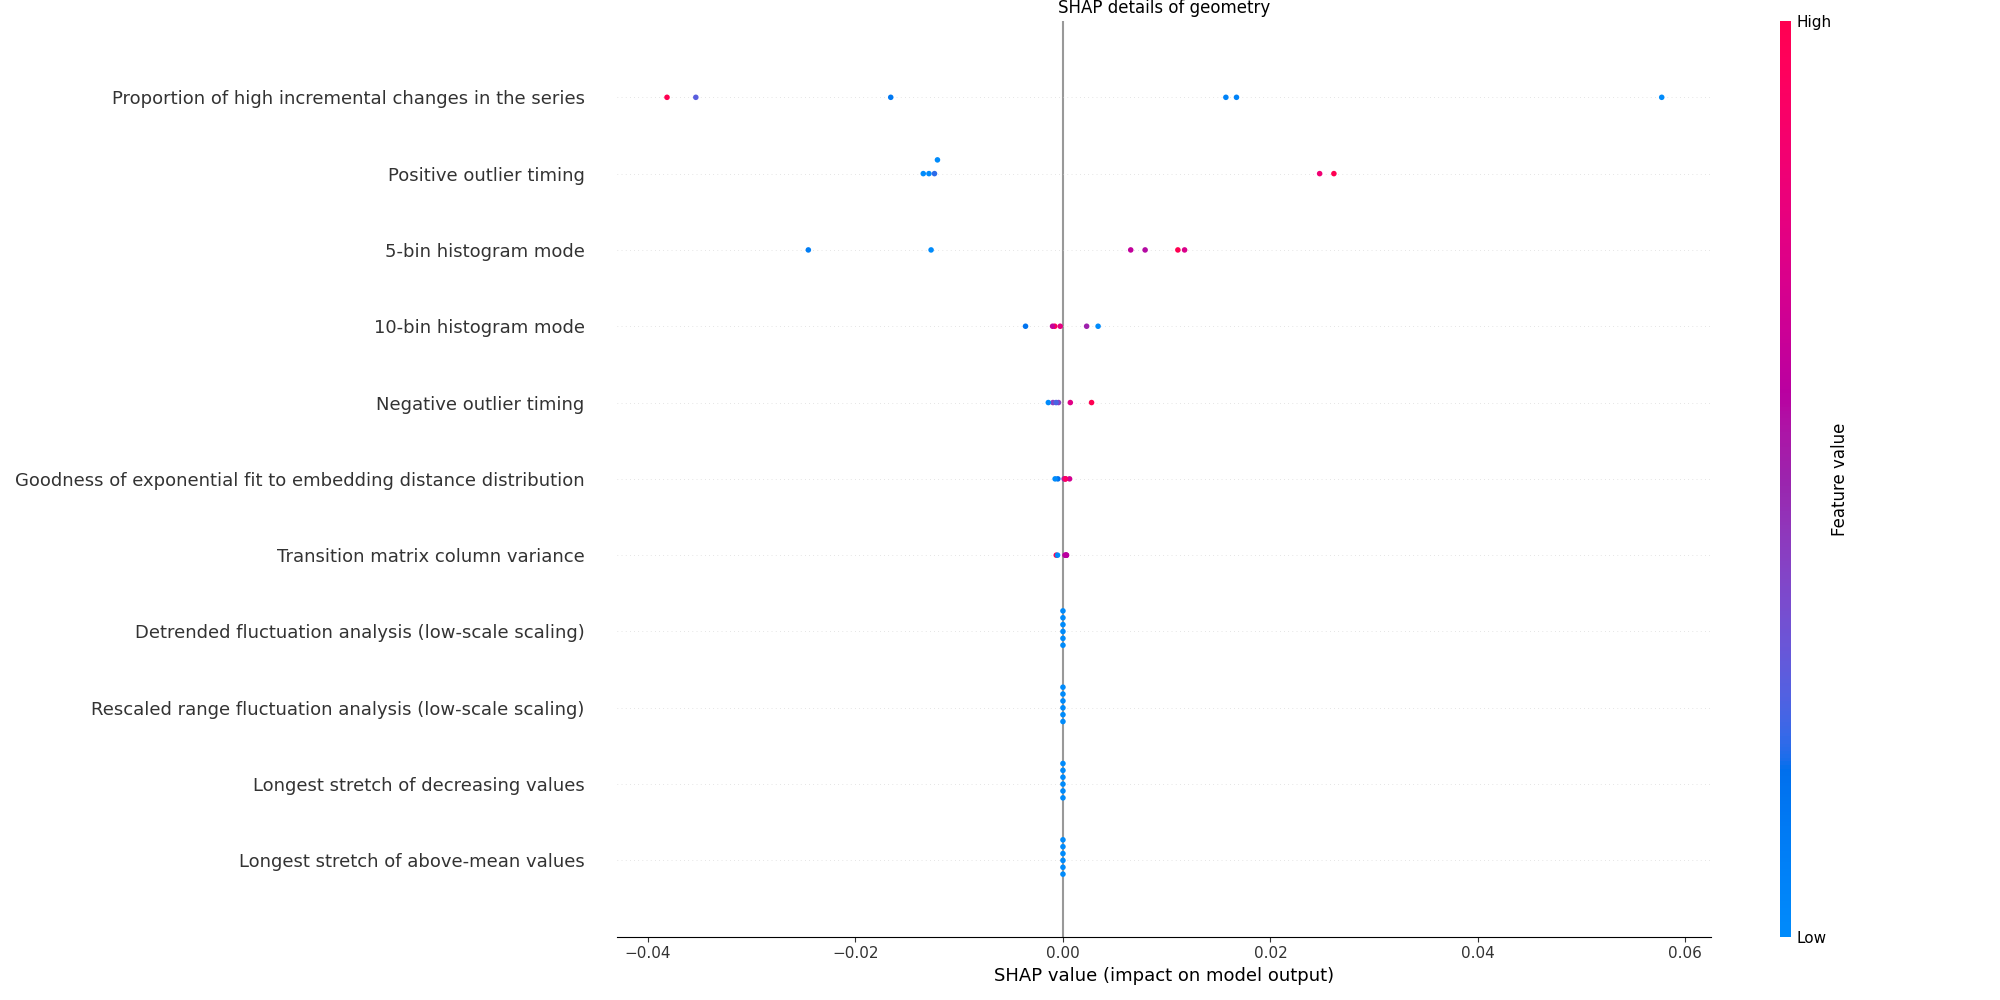 SHAP details of geometry
High
Proportion of high incremental changes in the series
Positive outlier timing
5-bin histogram mode
10-bin histogram mode
Negative outlier timing
Goodness of exponential fit to embedding distance distribution
Transition matrix column variance
Detrended fluctuation analysis (low-scale scaling)
Rescaled range fluctuation analysis (low-scale scaling)
Longest stretch of decreasing values
Longest stretch of above-mean values
Feature value
Low
−0.04 −0.02 0.00 0.02 0.04 0.06
SHAP value (impact on model output)